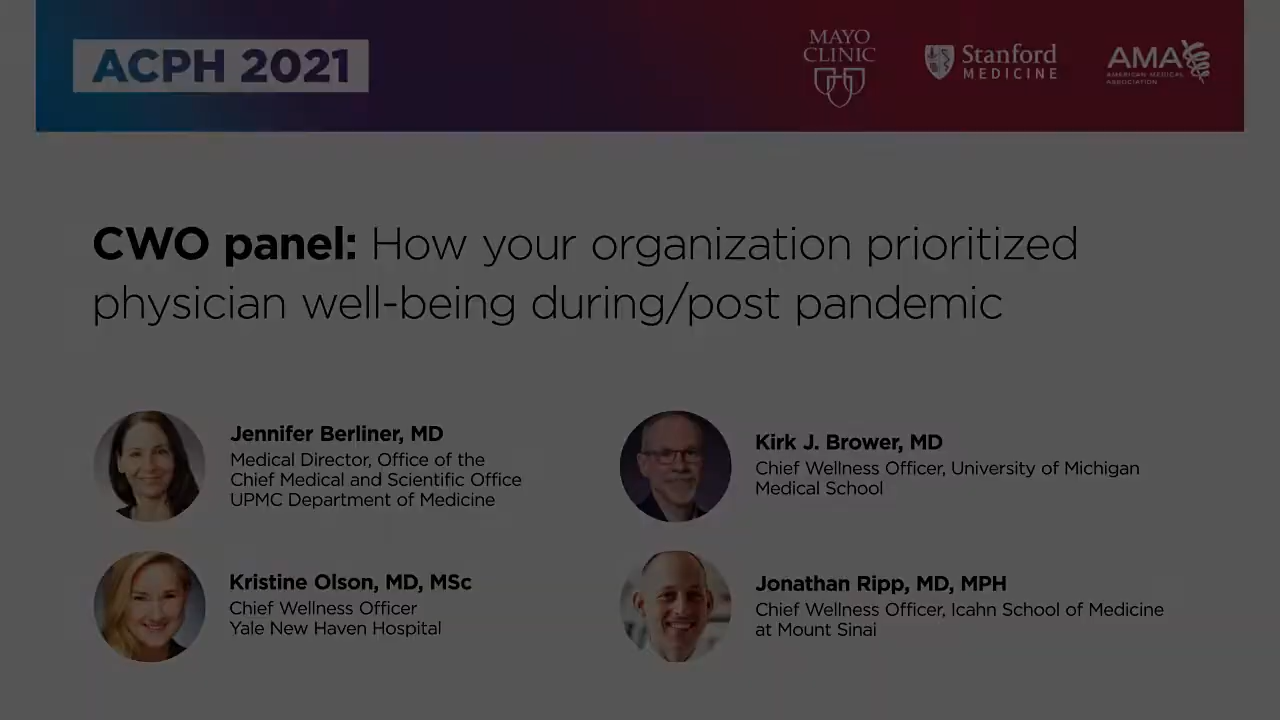 ACPH 2021
MAYO
CLINIC
Stanford
MEDICINE
AMA
AMERICAN MEDICAL
ASSOCIATION
CWO panel: How your organization prioritized
physician well-being during/post pandemic
Jennifer Berliner, MD
Medical Director, Office of the
Chief Medical and Scientific Office
UPMC Department of Medicine
Kirk J. Brower, MD
Chief Wellness Officer, University of Michigan
Medical School
Kristine Olson, MD, MSc
Chief Wellness Officer
Yale New Haven Hospital
Jonathan Ripp, MD, MPH
Chief Wellness Officer, Icahn School of Medicine
at Mount Sinai